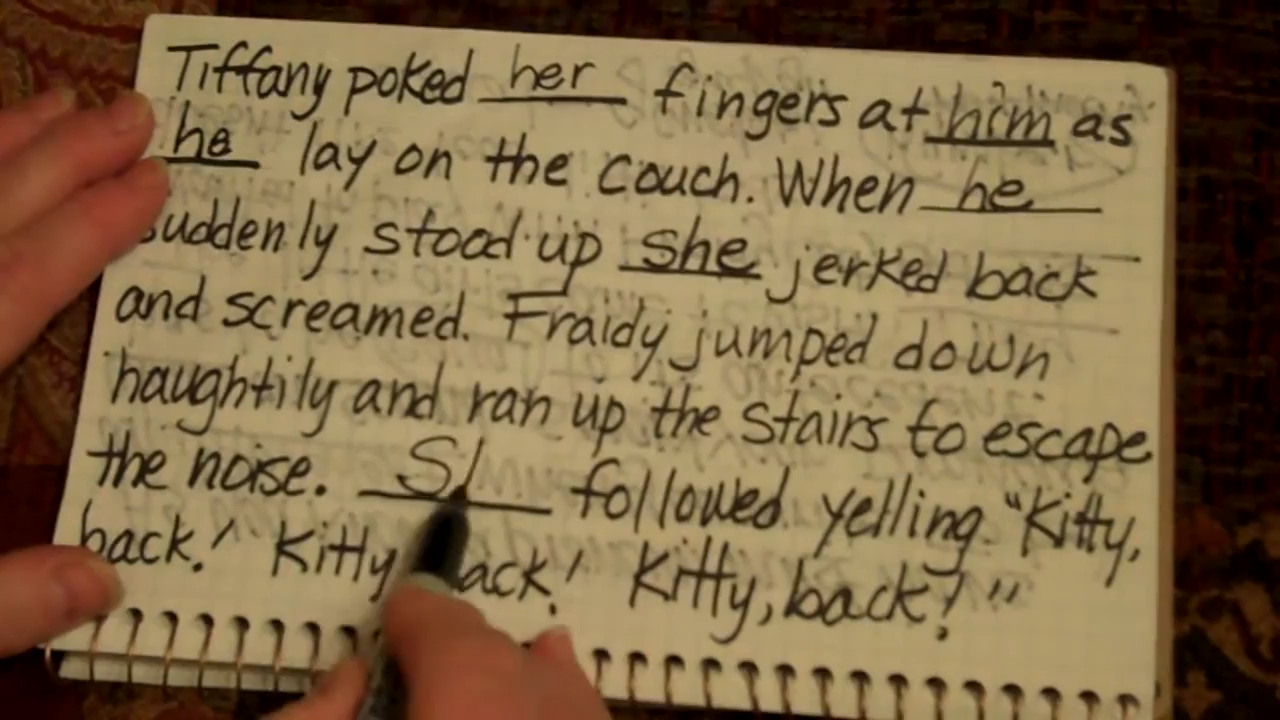 Tiffany poked her fingers at him as
he lay on the couch. When he
suddenly stood up she jerked back
and screamed. Fraidy jumped down
haughtily and ran up the stairs to escape
the noise. S followed yelling "Kitty,
back! Kitty, back! Kitty, back!"